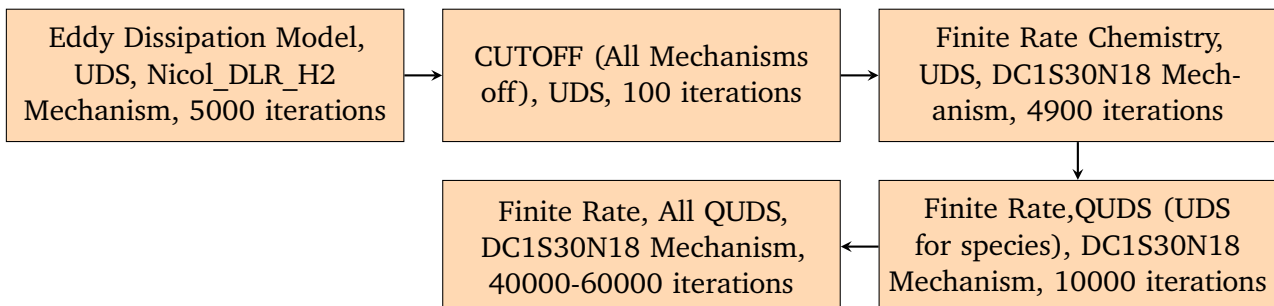 Eddy Dissipation Model,
UDS, Nicol_DLR_H2
Mechanism, 5000 iterations
CUTOFF (All Mechanisms
off), UDS, 100 iterations
Finite Rate Chemistry,
UDS, DC1S30N18 Mech-
anism, 4900 iterations
Finite Rate,QUDS (UDS
for species), DC1S30N18
Mechanism, 10000 iterations
Finite Rate, All QUDS,
DC1S30N18 Mechanism,
40000-60000 iterations